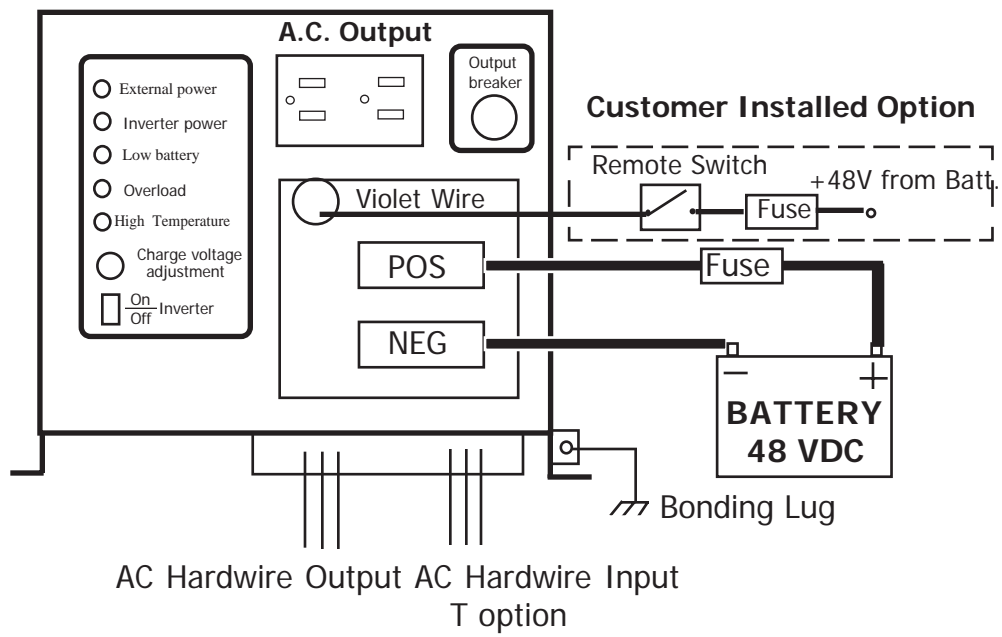 A.C. Output
Output
breaker
External power
Inverter power
Low battery
Overload
High Temperature
Charge voltage
adjustment
On
Off
Inverter
Customer Installed Option
Remote Switch
+48V from Batt.
Fuse
Violet Wire
POS
Fuse
NEG
BATTERY
48 VDC
Bonding Lug
AC Hardwire Output
AC Hardwire Input
T option